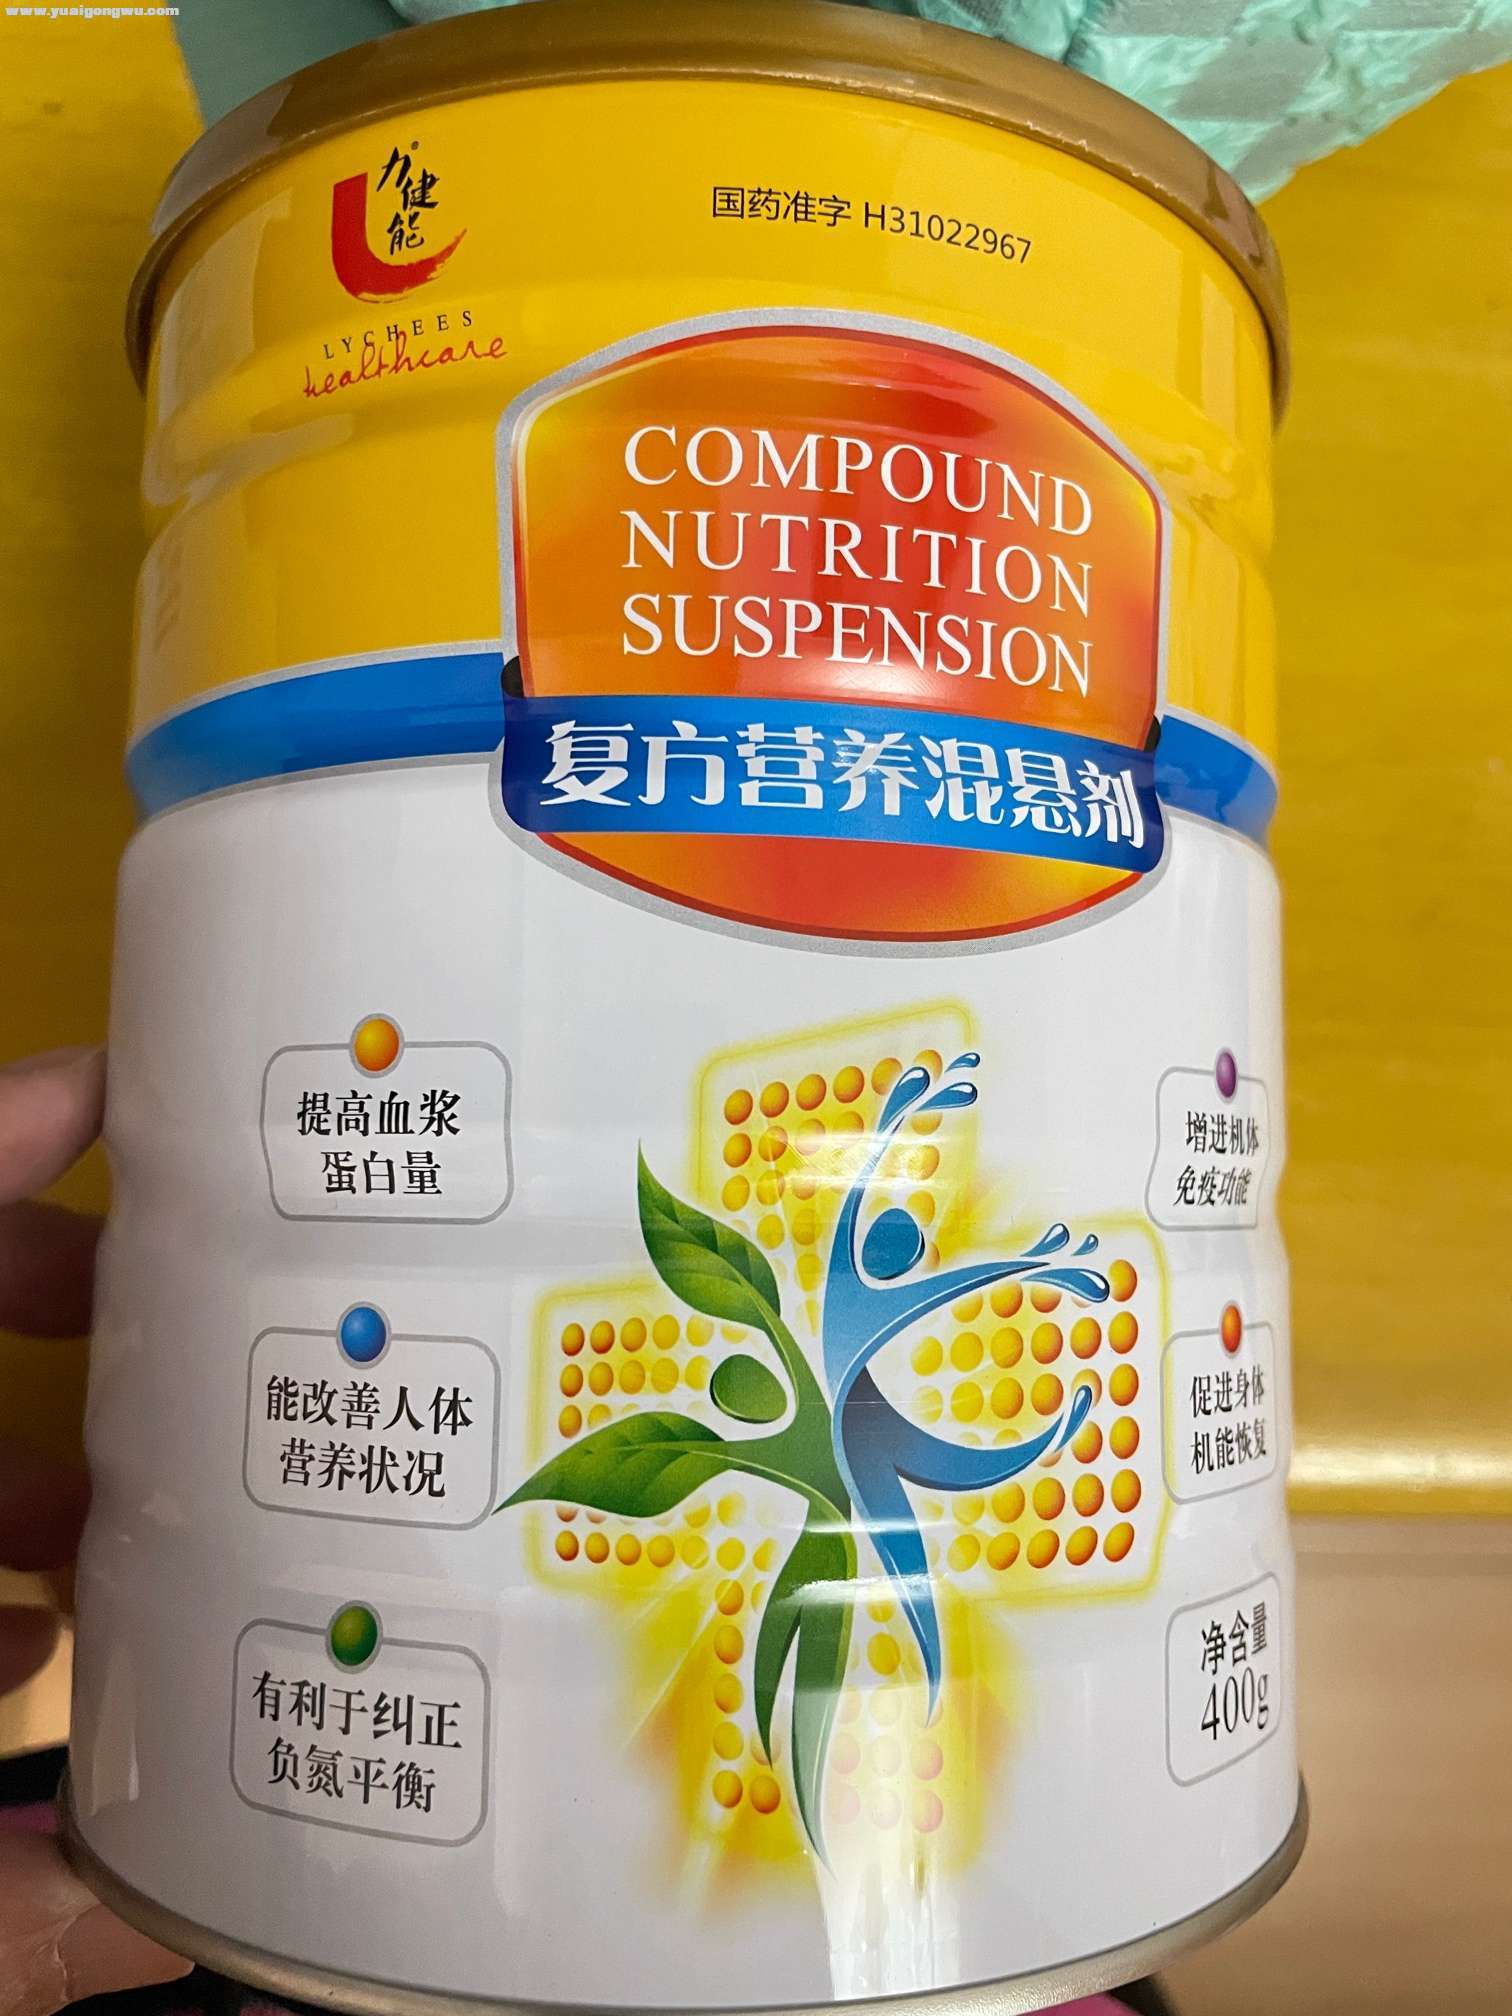 www.yuaigongwu.com
力健能®
LYCHEES
healthcare
国药准字 H31022967
COMPOUND
NUTRITION
SUSPENSION
复方营养混悬剂
提高血浆
蛋白量
能改善人体
营养状况
有利于纠正
负氮平衡
增进机体
免疫功能
促进身体
机能恢复
净含量
400g